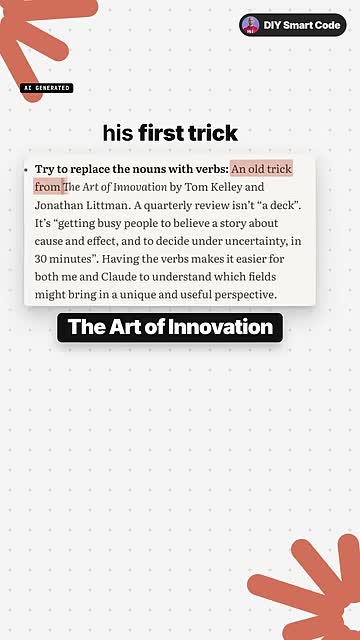 DIY Smart Code
AI GENERATED
his first trick
• Try to replace the nouns with verbs: An old trick
from The Art of Innovation by Tom Kelley and
Jonathan Littman. A quarterly review isn’t “a deck”.
It’s “getting busy people to believe a story about
cause and effect, and to decide under uncertainty, in
30 minutes”. Having the verbs makes it easier for
both me and Claude to understand which fields
might bring in a unique and useful perspective.
The Art of Innovation